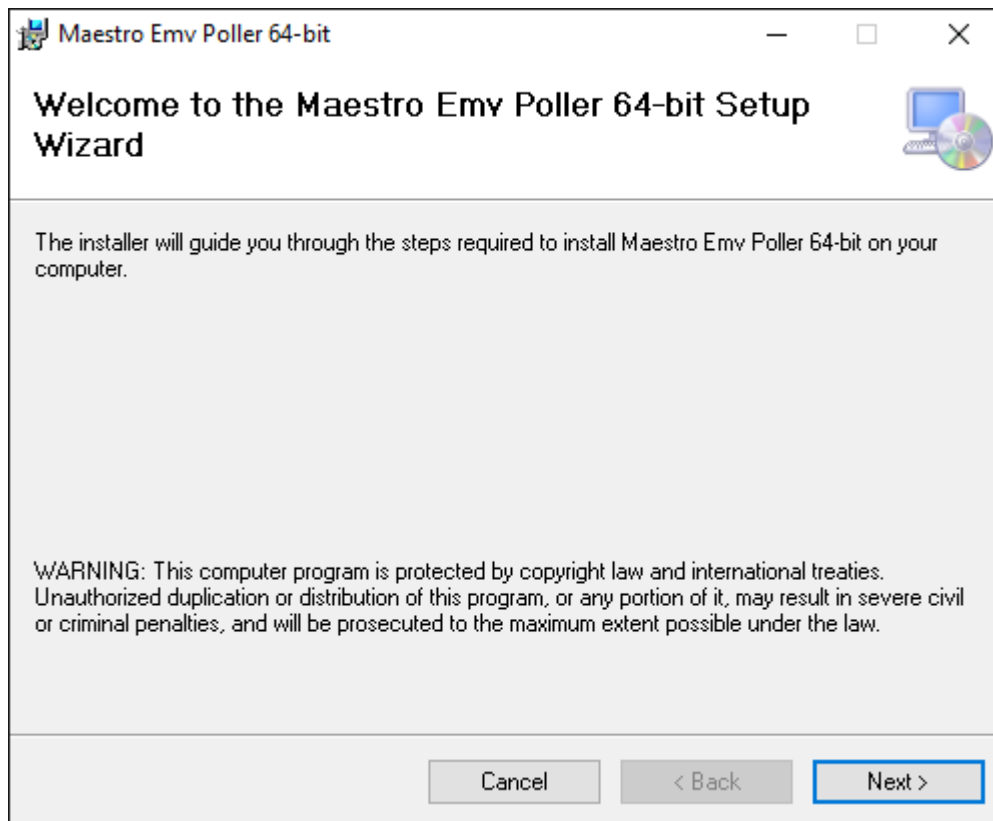 Maestro Emv Poller 64-bit
Welcome to the Maestro Emv Poller 64-bit Setup
Wizard
The installer will guide you through the steps required to install Maestro Emv Poller 64-bit on your
computer.
WARNING: This computer program is protected by copyright law and international treaties.
Unauthorized duplication or distribution of this program, or any portion of it, may result in severe civil
or criminal penalties, and will be prosecuted to the maximum extent possible under the law.
Cancel
< Back
Next >